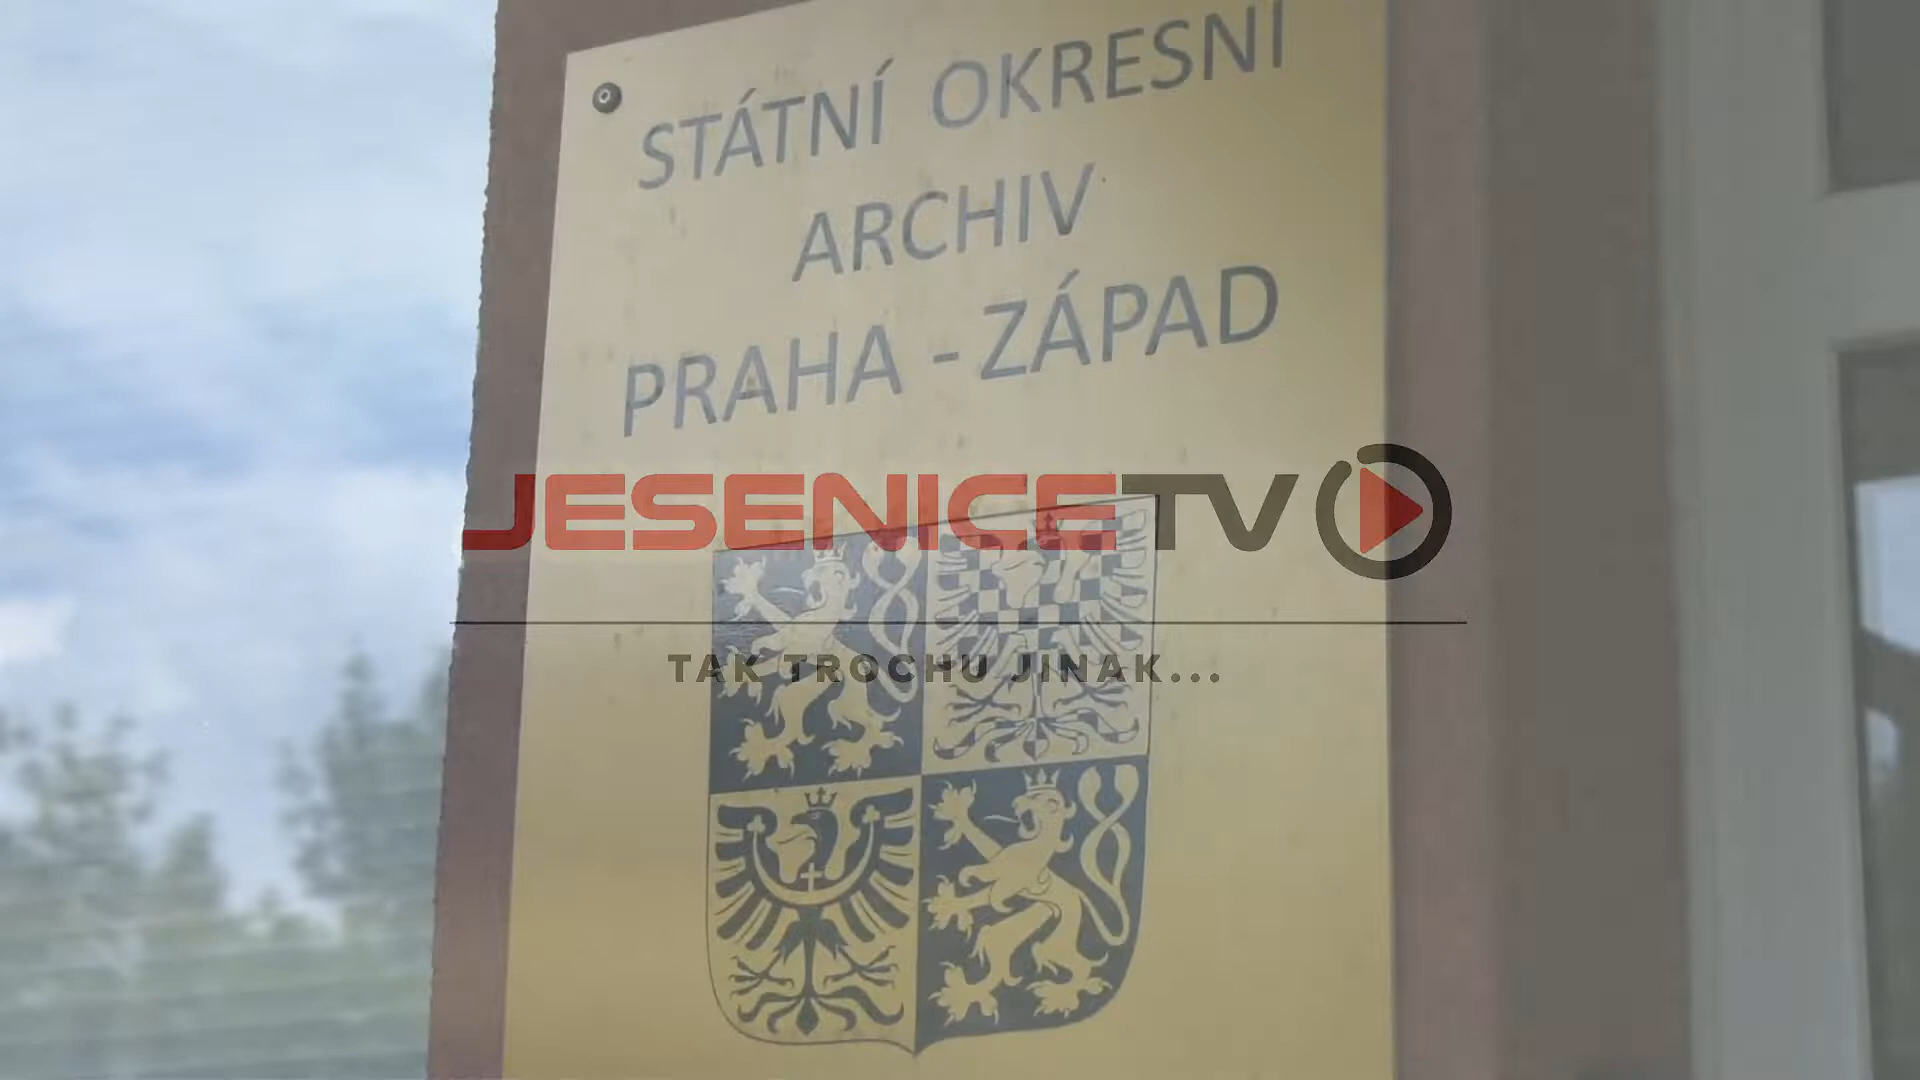 STÁTNÍ OKRESNÍ
ARCHIV
PRAHA - ZÁPAD
JESENICETV
TAK TROCHU JINAK...